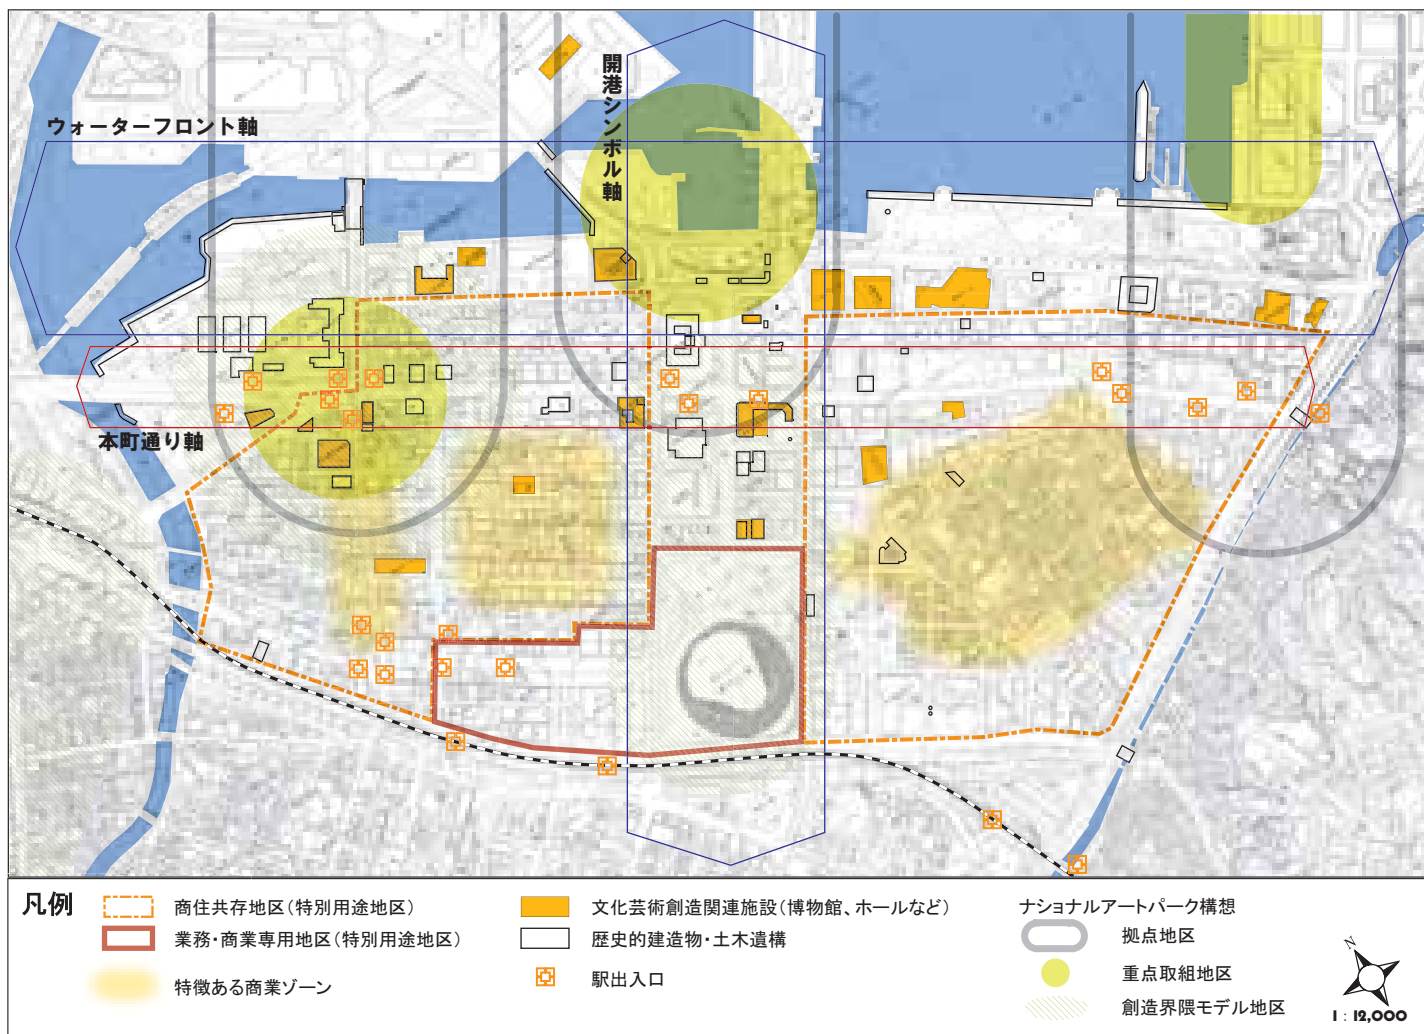 開港シンボル軸
ウォーターフロント軸
本町通り軸
凡例
商住共存地区(特別用途地区)
業務・商業専用地区(特別用途地区)
特徴ある商業ゾーン
文化芸術創造関連施設(博物館、ホールなど)
歴史的建造物・土木遺構
駅出入口
ナショナルアートパーク構想
拠点地区
重点取組地区
創造界隈モデル地区
N
1:12,000